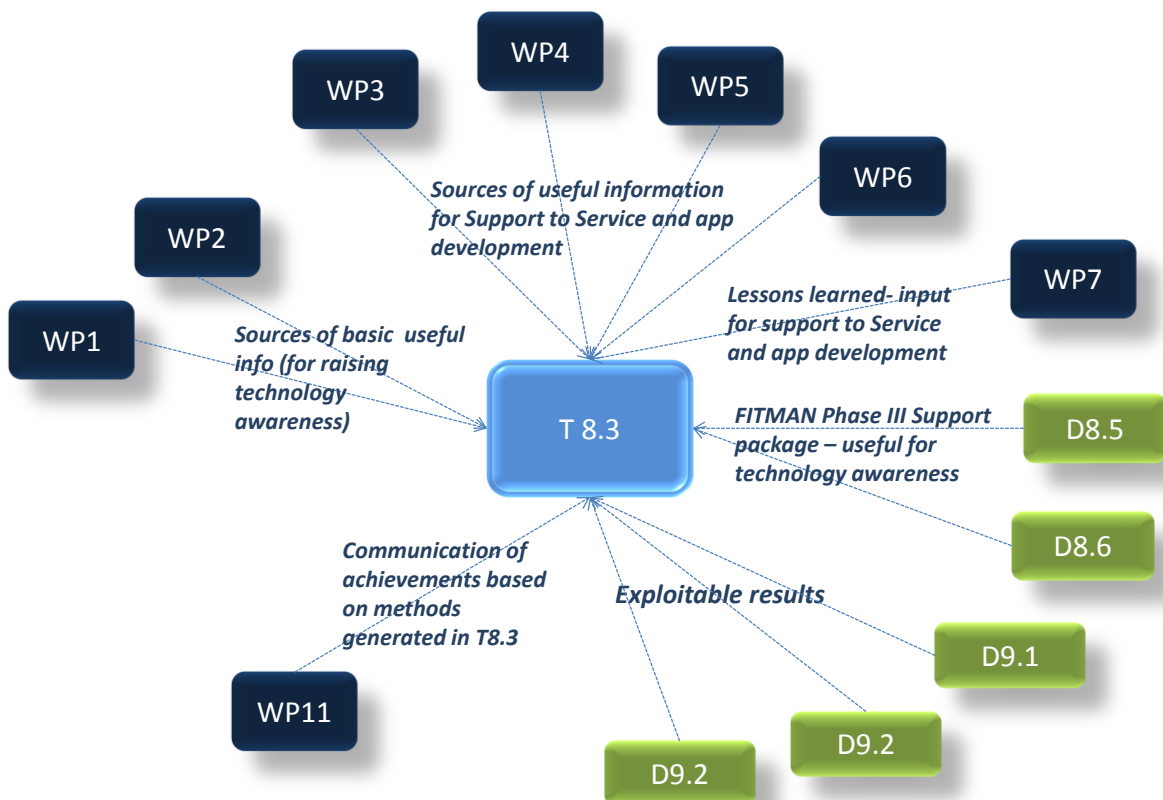 WP4
WP3
WP5
WP6
Sources of useful information
for Support to Service and app
development
WP2
WP7
Lessons learned- input
for support to Service
and app development
WP1
Sources of basic useful
info (for raising
technology
awareness)
T 8.3
FITMAN Phase III Support
package – useful for
technology awareness
D8.5
D8.6
Communication of
achievements based
on methods
generated in T8.3
Exploitable results
D9.1
WP11
D9.2
D9.2